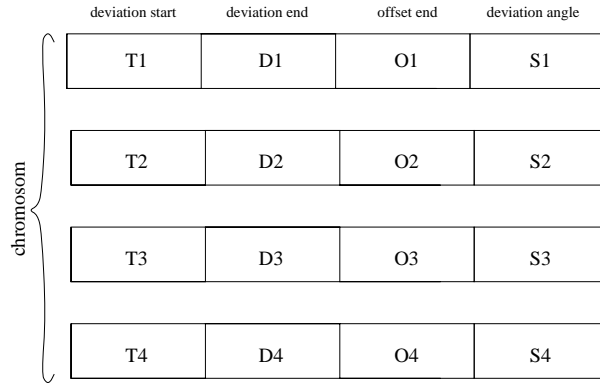 deviation start deviation end offset end deviation angle
T1 D1 O1 S1
T2 D2 O2 S2
chromosom
T3 D3 O3 S3
T4 D4 O4 S4